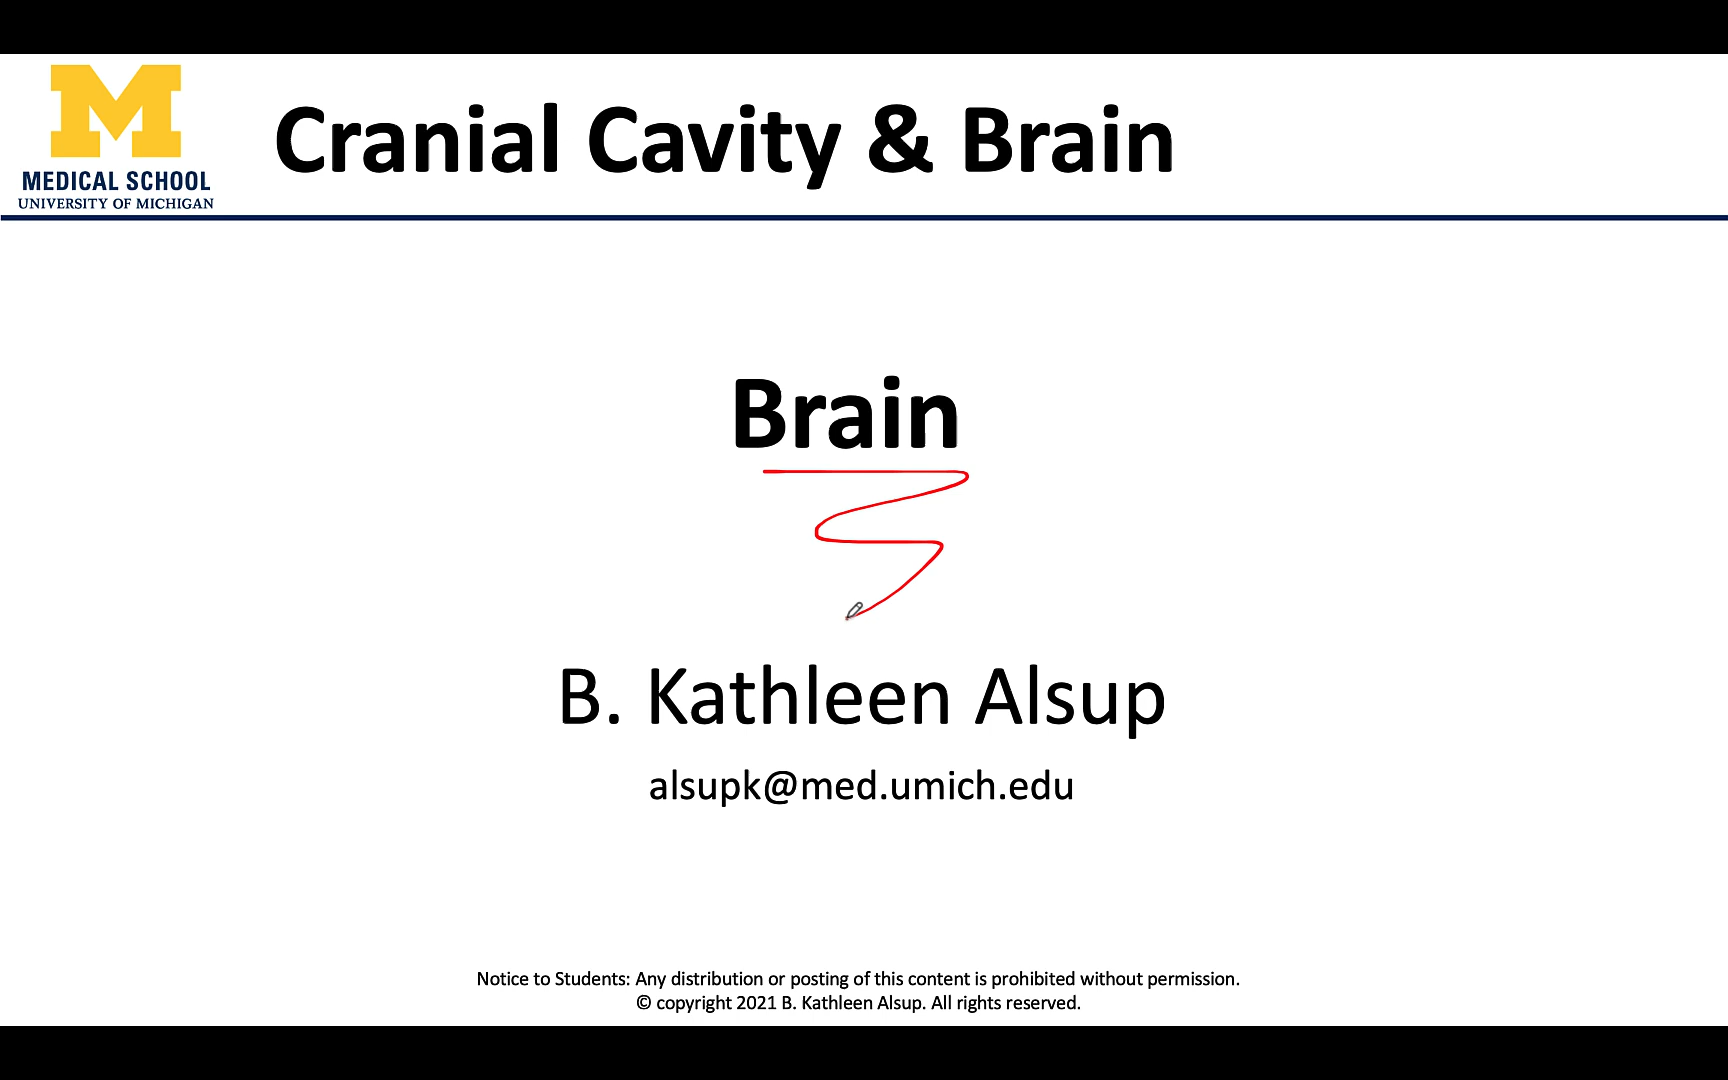 M
MEDICAL SCHOOL
UNIVERSITY OF MICHIGAN
Cranial Cavity & Brain
Brain
B. Kathleen Alsup
alsupk@med.umich.edu
Notice to Students: Any distribution or posting of this content is prohibited without permission.
© copyright 2021 B. Kathleen Alsup. All rights reserved.